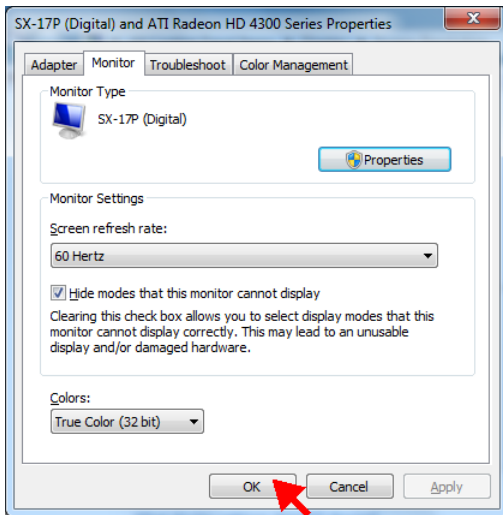 SX-17P (Digital) and ATI Radeon HD 4300 Series Properties
Adapter Monitor Troubleshoot Color Management
Monitor Type
SX-17P (Digital)
Properties
Monitor Settings
Screen refresh rate:
60 Hertz
Hide modes that this monitor cannot display
Clearing this check box allows you to select display modes that this
monitor cannot display correctly. This may lead to an unusable
display and/or damaged hardware.
Colors:
True Color (32 bit)
OK Cancel Apply